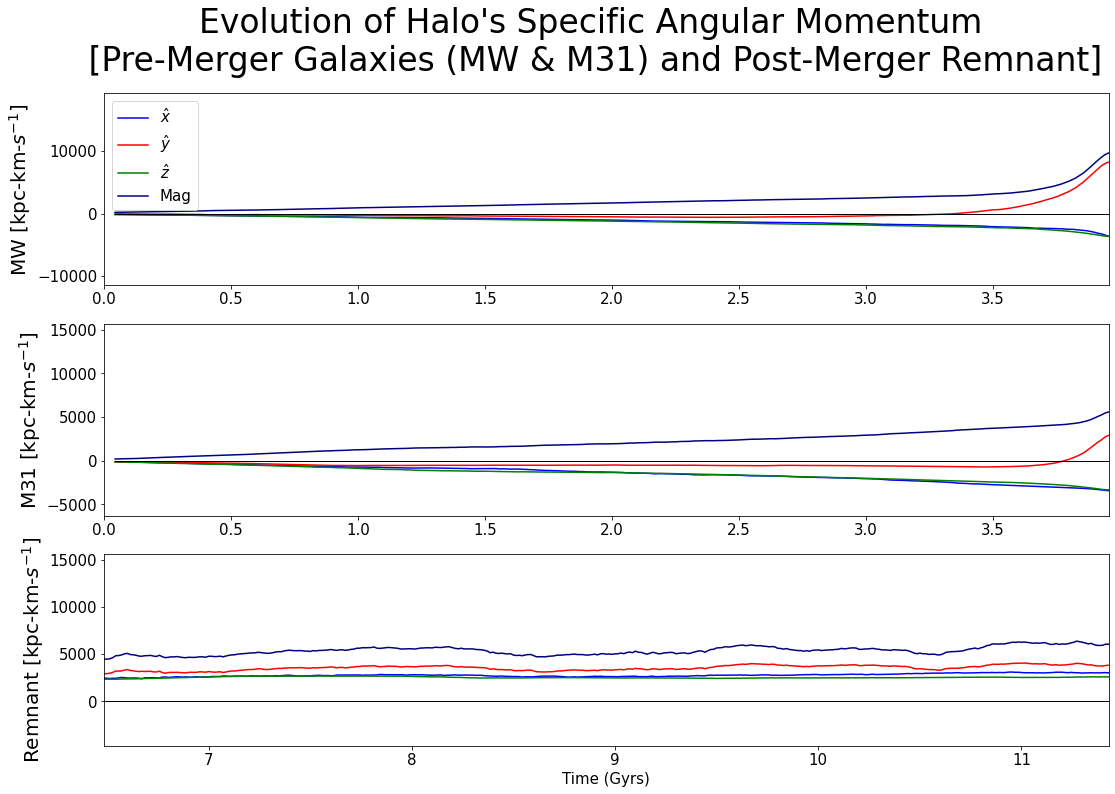 Evolution of Halo's Specific Angular Momentum
[Pre-Merger Galaxies (MW & M31) and Post-Merger Remnant]
MW [kpc-km-s⁻¹]
10000
0
−10000
x̂
ŷ
ẑ
Mag
0.0 0.5 1.0 1.5 2.0 2.5 3.0 3.5
M31 [kpc-km-s⁻¹]
15000
10000
5000
0
−5000
0.0 0.5 1.0 1.5 2.0 2.5 3.0 3.5
Remnant [kpc-km-s⁻¹]
15000
10000
5000
0
7 8 9 10 11
Time (Gyrs)